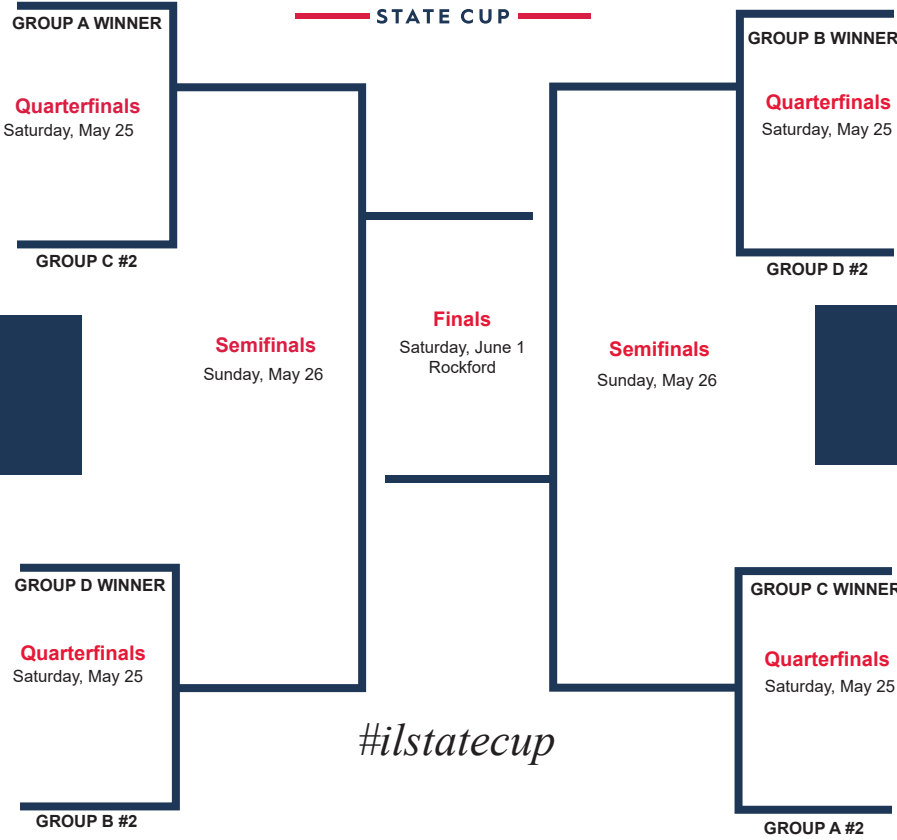 STATE CUP
GROUP A WINNER
Quarterfinals
Saturday, May 25
GROUP C #2
GROUP B WINNER
Quarterfinals
Saturday, May 25
GROUP D #2
Semifinals
Sunday, May 26
Finals
Saturday, June 1
Rockford
Semifinals
Sunday, May 26
GROUP D WINNER
Quarterfinals
Saturday, May 25
GROUP B #2
GROUP C WINNER
Quarterfinals
Saturday, May 25
GROUP A #2
#ilstatecup